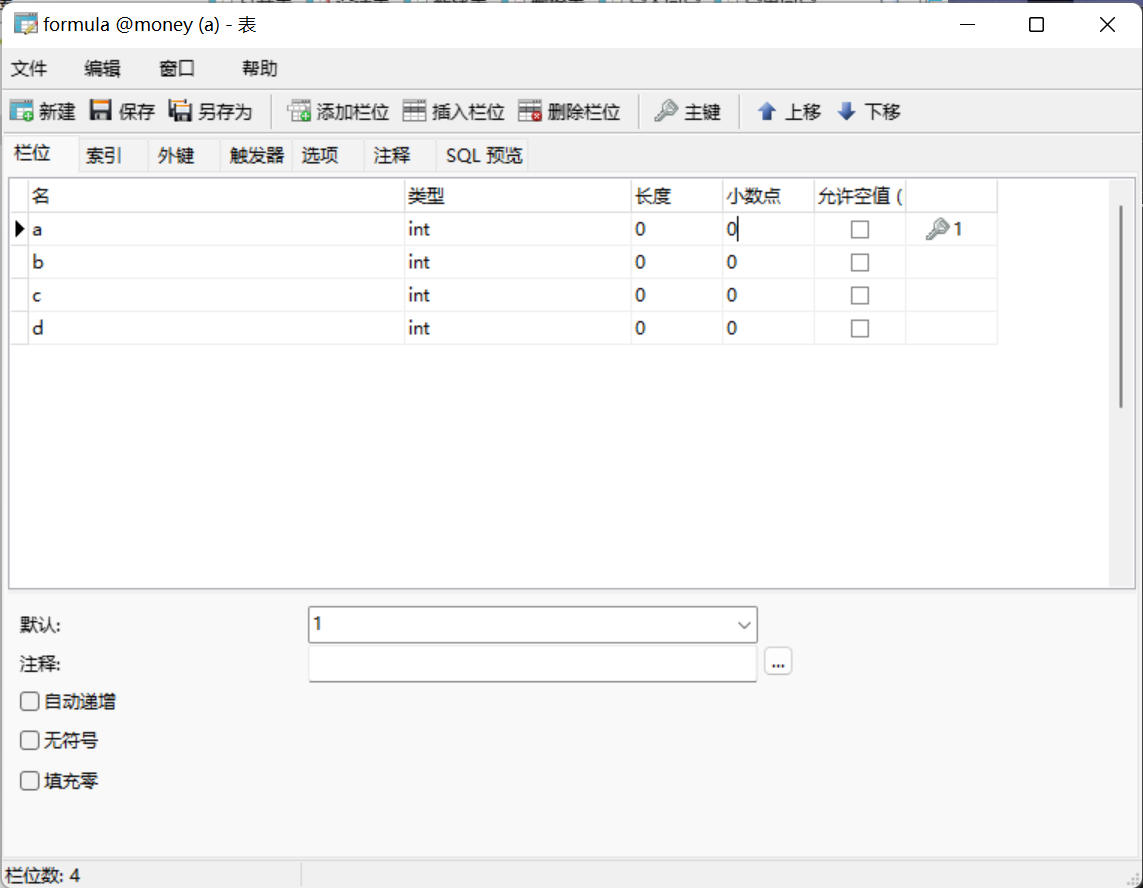 formula @money (a) - 表
文件 编辑 窗口 帮助
新建 保存 另存为 添加栏位 插入栏位 删除栏位 主键 上移 下移
栏位 索引 外键 触发器 选项 注释 SQL 预览
名 类型 长度 小数点 允许空值 (
a int 0 0 1
b int 0 0
c int 0 0
d int 0 0
默认: 1
注释: ...
自动递增
无符号
填充零
栏位数: 4